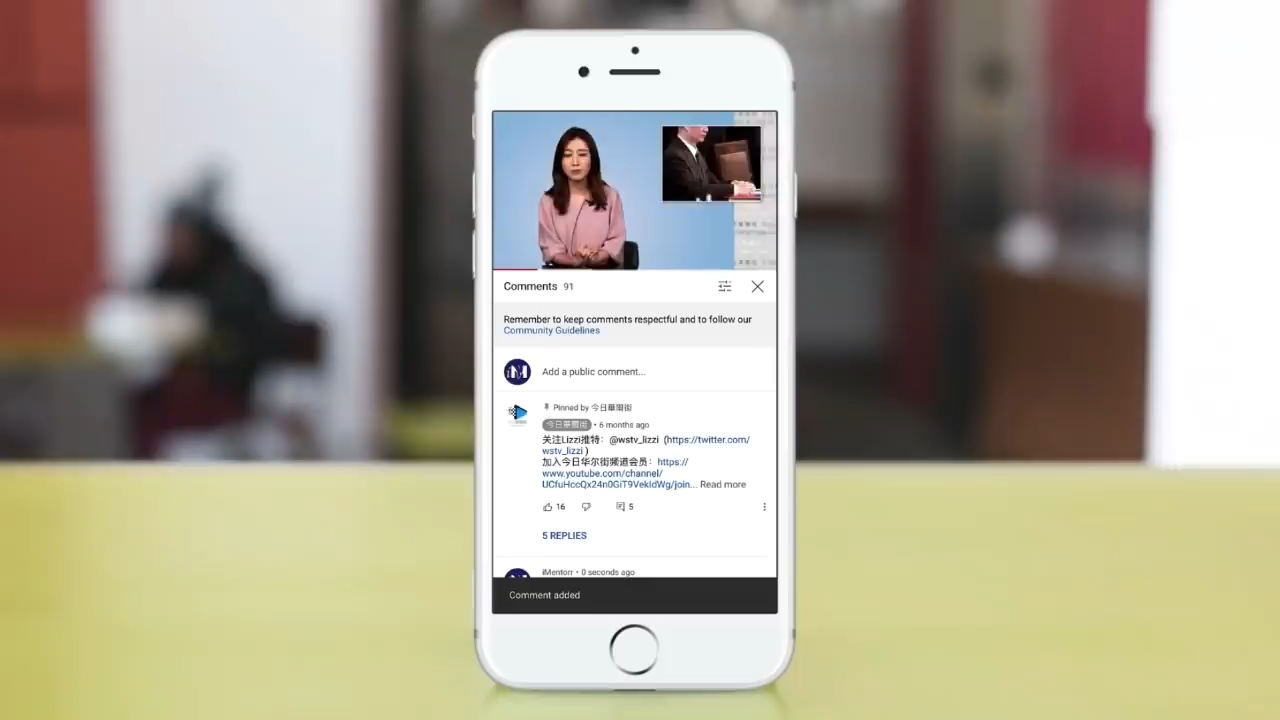 Comments 91
Remember to keep comments respectful and to follow our
Community Guidelines
iM
Add a public comment...
Pinned by 今日華爾街
今日華爾街 • 6 months ago
关注Lizzi推特：@wstv_lizzi (https://twitter.com/
wstv_lizzi )
加入今日华尔街频道会员：https://
www.youtube.com/channel/
UCfuHccQx24n0GiT9VekIdWg/join... Read more
16
5
5 REPLIES
iMentorr • 0 seconds ago
Comment added